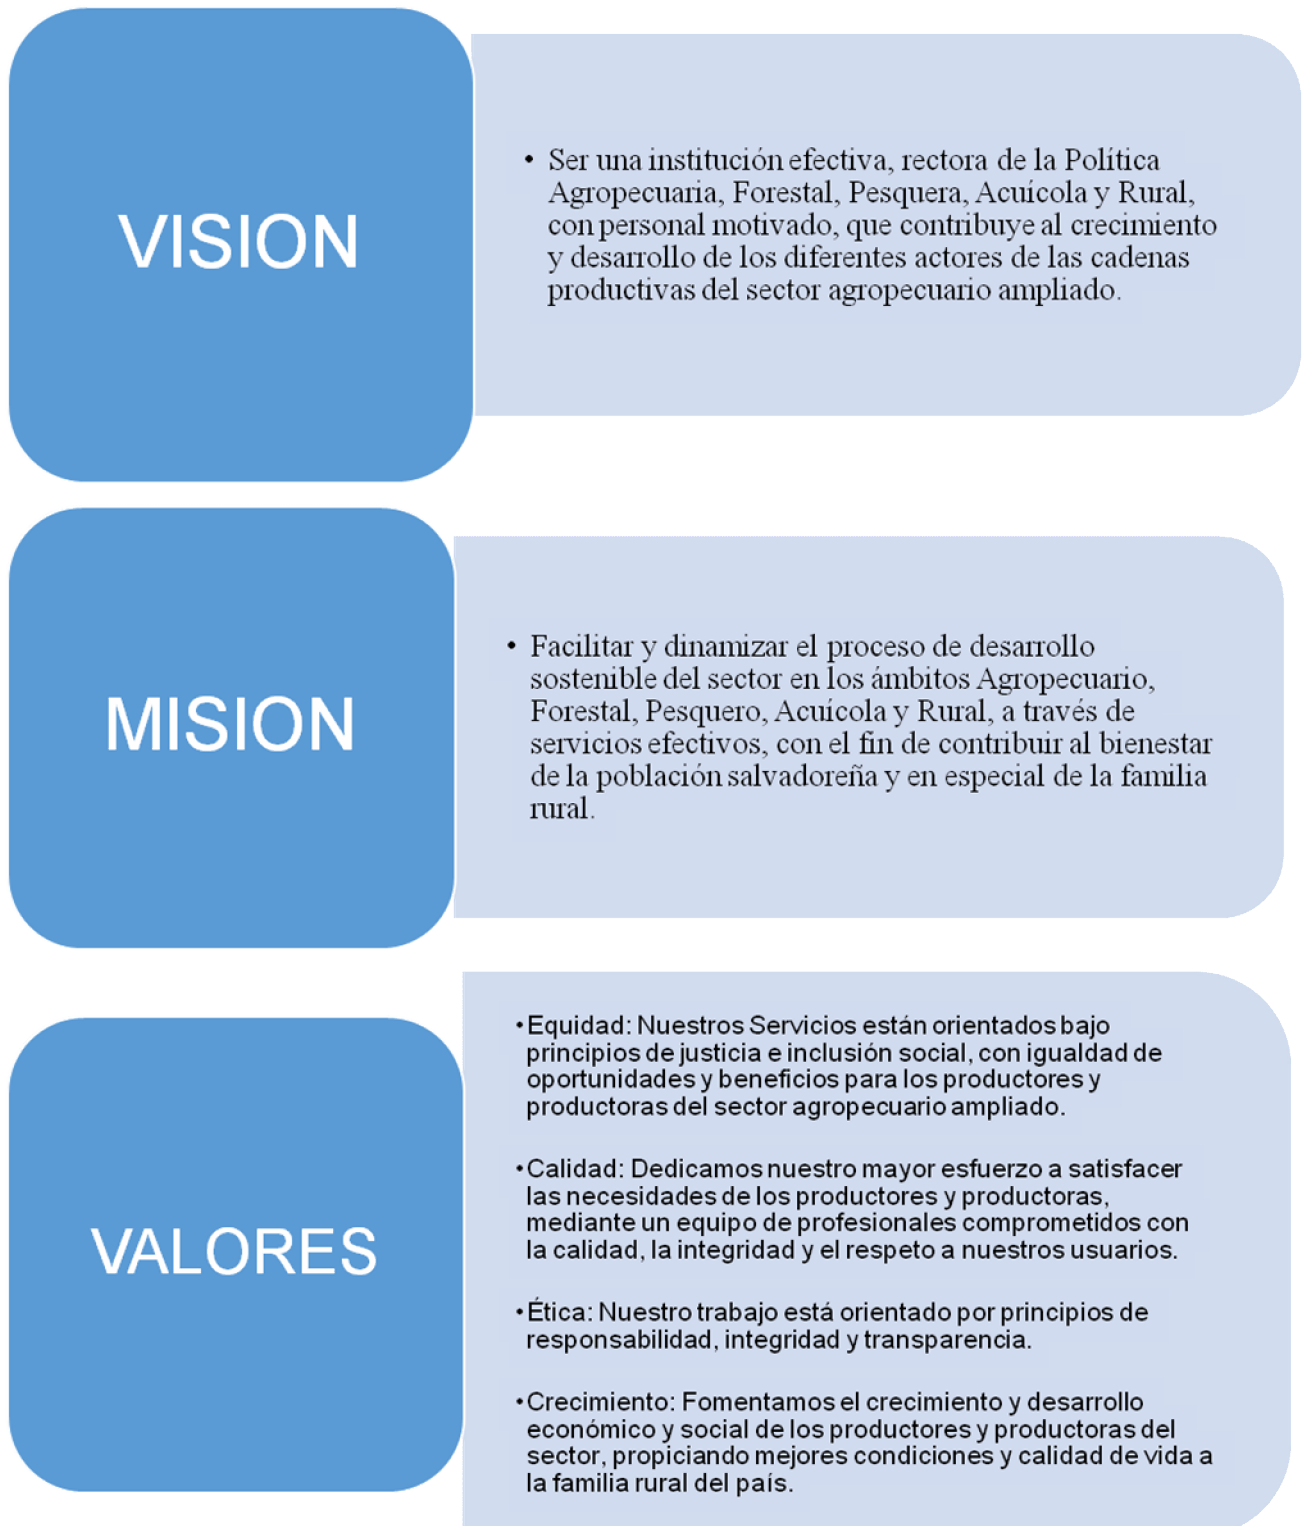 VISION
• Ser una institución efectiva, rectora de la Política
Agropecuaria, Forestal, Pesquera, Acuícola y Rural,
con personal motivado, que contribuye al crecimiento
y desarrollo de los diferentes actores de las cadenas
productivas del sector agropecuario ampliado.
MISION
• Facilitar y dinamizar el proceso de desarrollo
sostenible del sector en los ámbitos Agropecuario,
Forestal, Pesquero, Acuícola y Rural, a través de
servicios efectivos, con el fin de contribuir al bienestar
de la población salvadoreña y en especial de la familia
rural.
VALORES
•Equidad: Nuestros Servicios están orientados bajo
principios de justicia e inclusión social, con igualdad de
oportunidades y beneficios para los productores y
productoras del sector agropecuario ampliado.
•Calidad: Dedicamos nuestro mayor esfuerzo a satisfacer
las necesidades de los productores y productoras,
mediante un equipo de profesionales comprometidos con
la calidad, la integridad y el respeto a nuestros usuarios.
•Ética: Nuestro trabajo está orientado por principios de
responsabilidad, integridad y transparencia.
•Crecimiento: Fomentamos el crecimiento y desarrollo
económico y social de los productores y productoras del
sector, propiciando mejores condiciones y calidad de vida a
la familia rural del país.